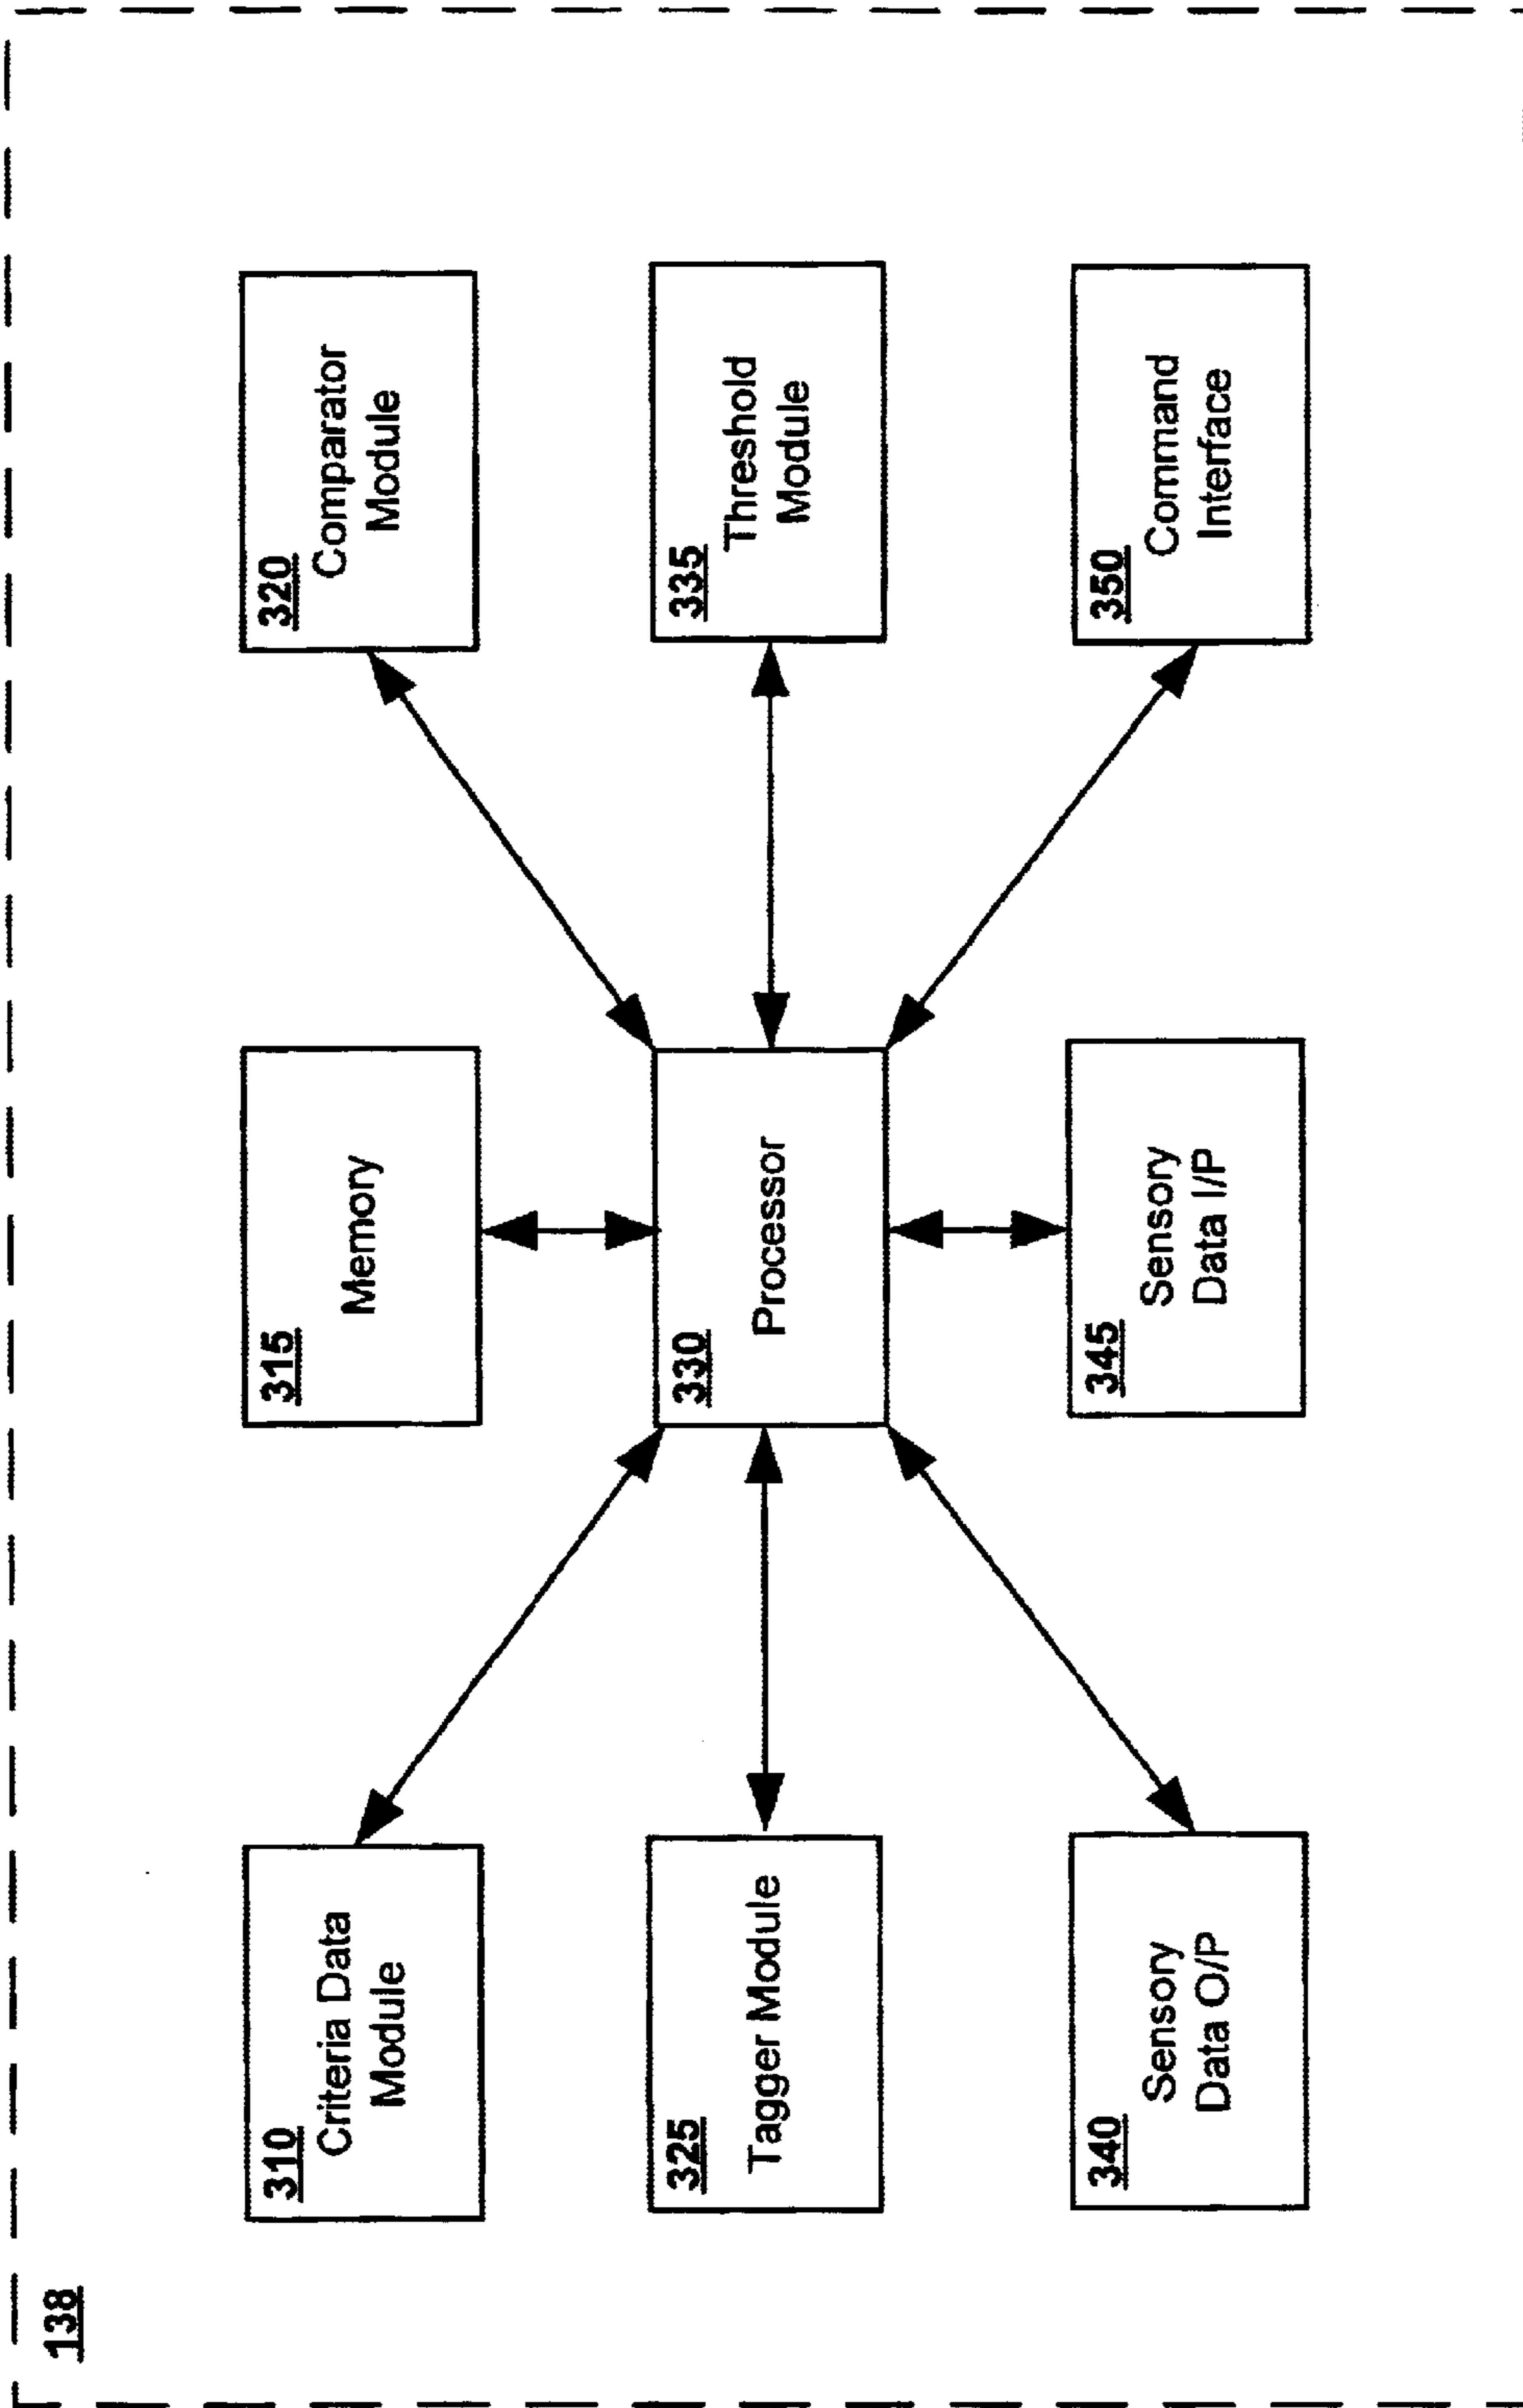 138
310
Criteria Data
Module
315
Memory
320
Comparator
Module
325
Tagger Module
330
Processor
335
Threshold
Module
340
Sensory
Data O/P
345
Sensory
Data I/P
350
Command
Interface